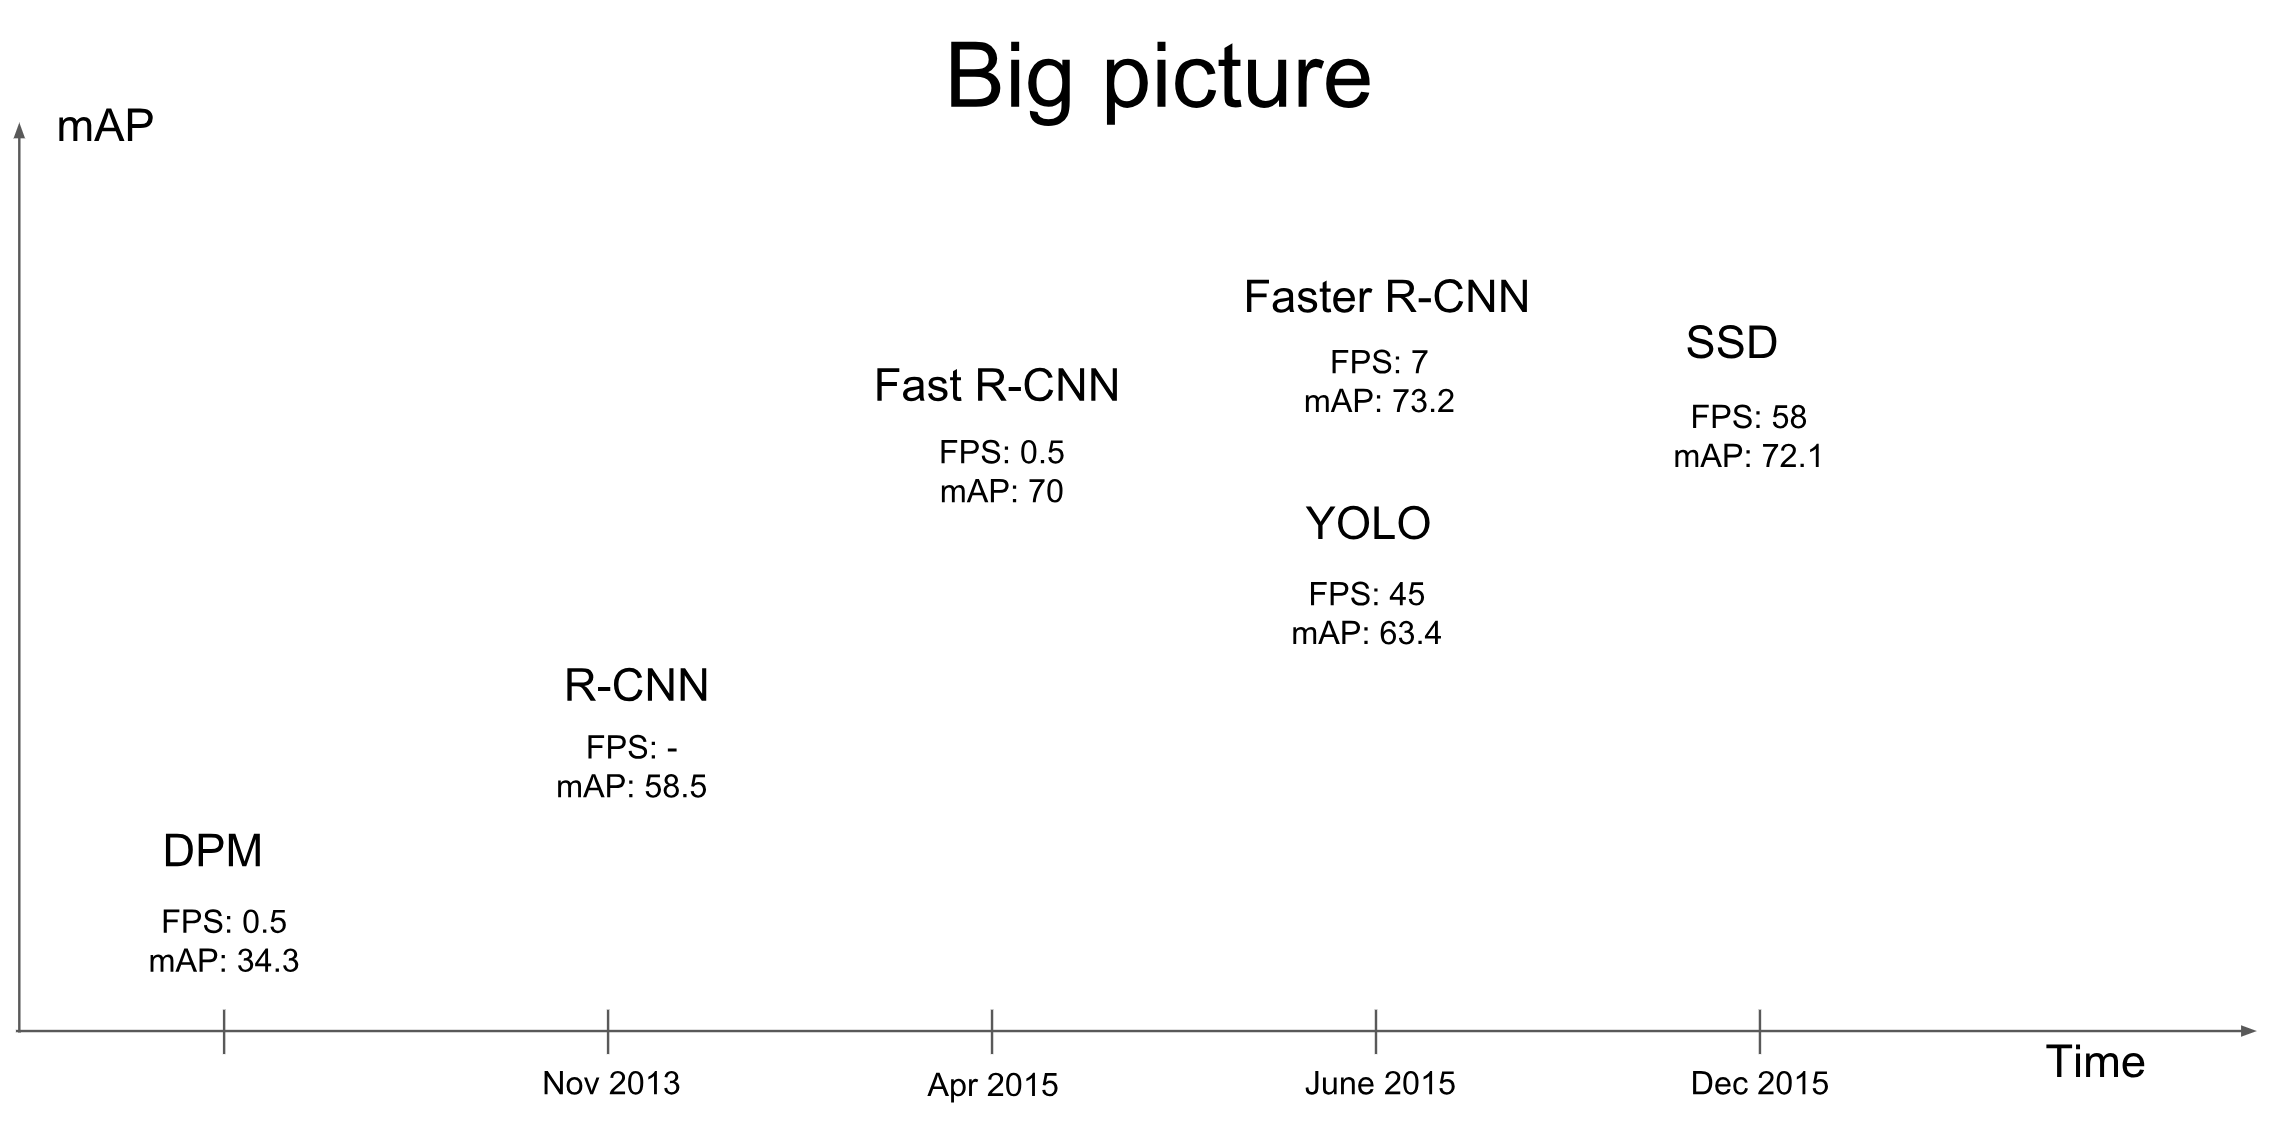 Big picture
mAP
Faster R-CNN
FPS: 7
mAP: 73.2
SSD
FPS: 58
mAP: 72.1
Fast R-CNN
FPS: 0.5
mAP: 70
YOLO
FPS: 45
mAP: 63.4
R-CNN
FPS: -
mAP: 58.5
DPM
FPS: 0.5
mAP: 34.3
Time
Nov 2013
Apr 2015
June 2015
Dec 2015